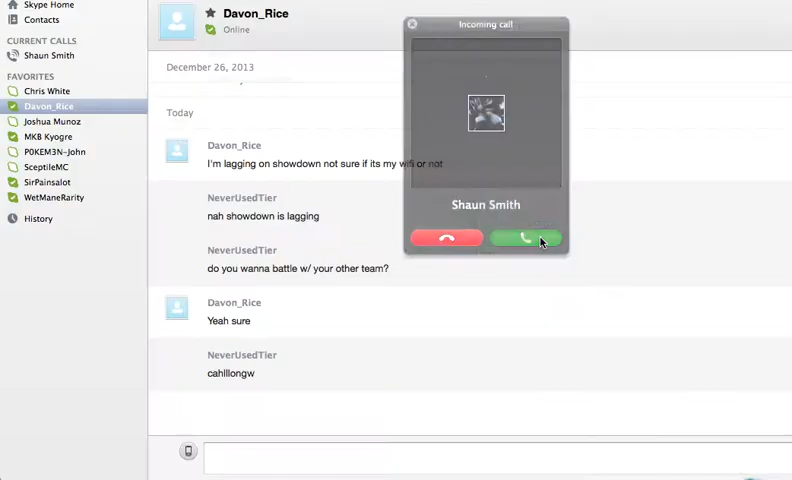 Skype Home
Contacts
CURRENT CALLS
Shaun Smith
FAVORITES
Chris White
Davon_Rice
Joshua Munoz
MKB Kyogre
P0KEM3N-John
SceptileMC
SirPainsalot
WetManeRarity
History
Davon_Rice
Online
December 26, 2013
Today
Davon_Rice
I'm lagging on showdown not sure if its my wifi or not
NeverUsedTier
nah showdown is lagging
NeverUsedTier
do you wanna battle w/ your other team?
Davon_Rice
Yeah sure
NeverUsedTier
cahlllongw
Incoming call
Shaun Smith